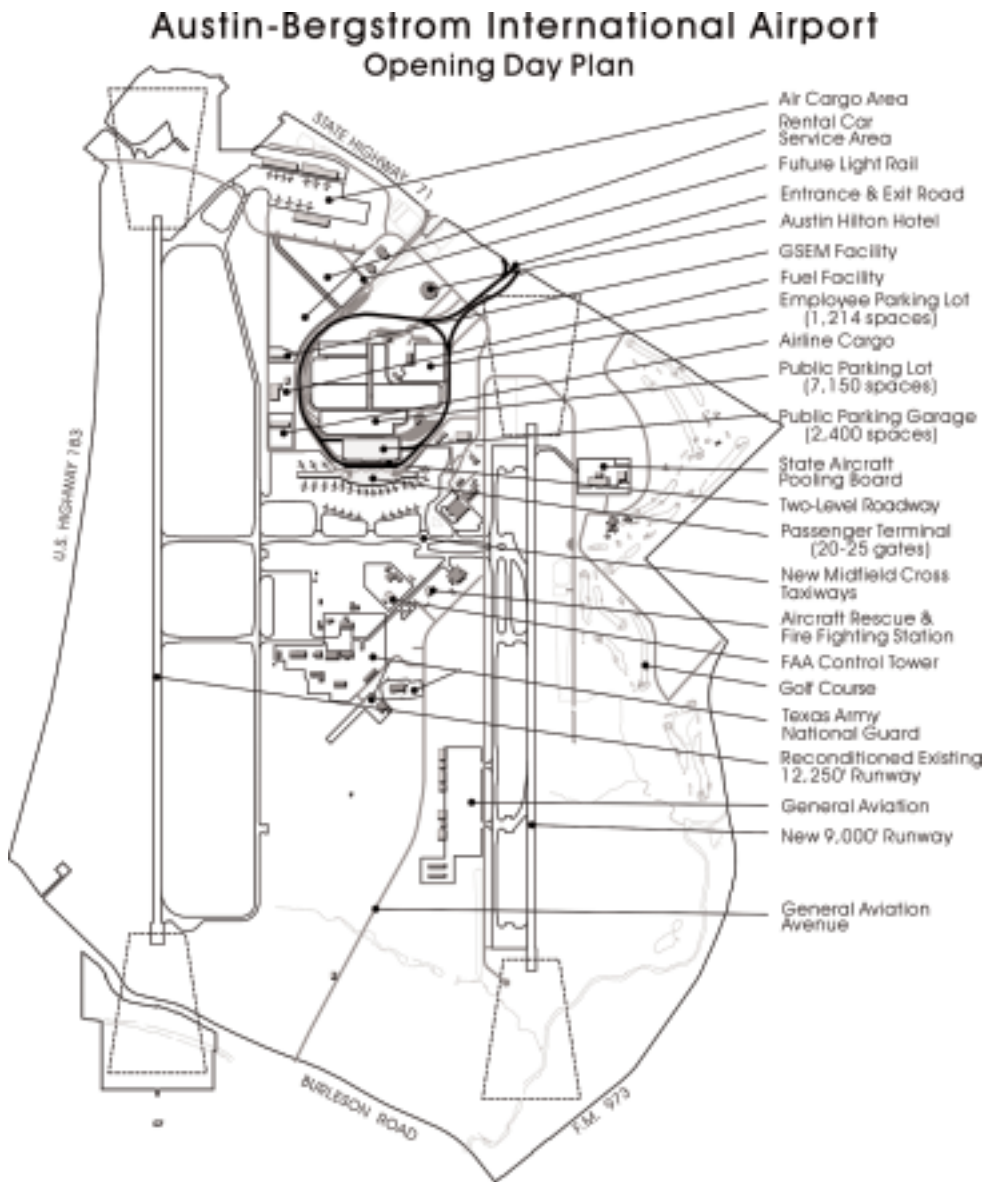 Austin-Bergstrom International Airport
Opening Day Plan
Air Cargo Area
Rental Car
Service Area
Future Light Rail
Entrance & Exit Road
Austin Hilton Hotel
GSEM Facility
Fuel Facility
Employee Parking Lot
(1,214 spaces)
Airline Cargo
Public Parking Lot
(7,150 spaces)
Public Parking Garage
(2,400 spaces)
State Aircraft
Pooling Board
Two-Level Roadway
Passenger Terminal
(20-25 gates)
New Midfield Cross
Taxiways
Aircraft Rescue &
Fire Fighting Station
FAA Control Tower
Golf Course
Texas Army
National Guard
Reconditioned Existing
12,250' Runway
General Aviation
New 9,000' Runway
General Aviation
Avenue
STATE HIGHWAY 71
U.S. HIGHWAY 183
BURLESON ROAD
F.M. 973